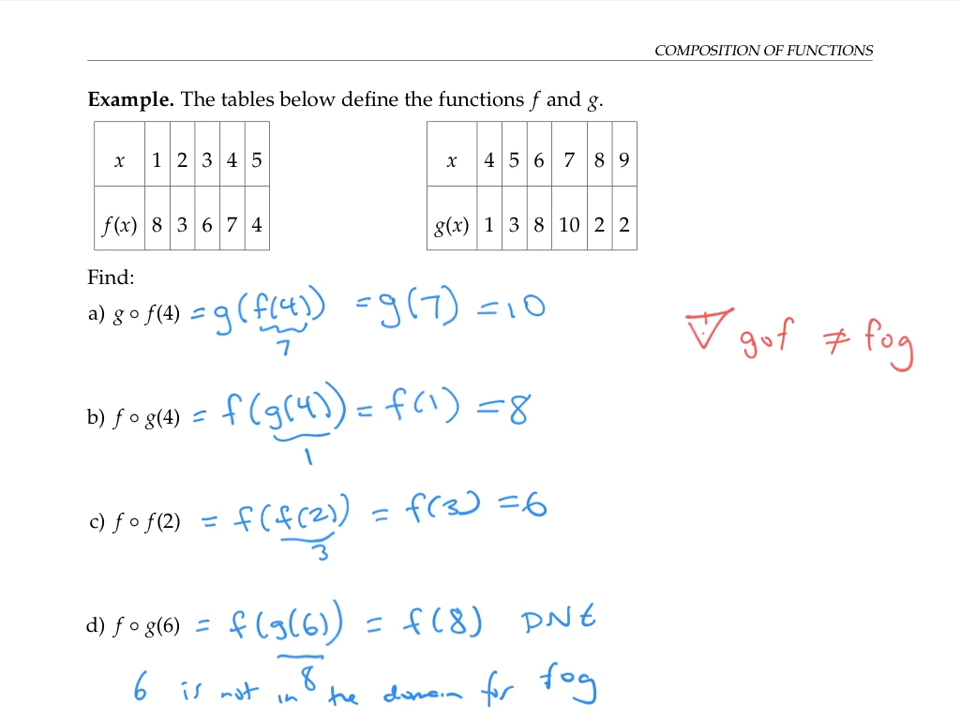 COMPOSITION OF FUNCTIONS
Example. The tables below define the functions f and g.
x 1 2 3 4 5
f(x) 8 3 6 7 4
x 4 5 6 7 8 9
g(x) 1 3 8 10 2 2
Find:
a) g ∘ f(4) = g(f(4)) = g(7) = 10
7
g∘f ≠ f∘g
b) f ∘ g(4) = f(g(4)) = f(1) = 8
1
c) f ∘ f(2) = f(f(2)) = f(3) = 6
3
d) f ∘ g(6) = f(g(6)) = f(8) DNE
8
6 is not in the domain for fog